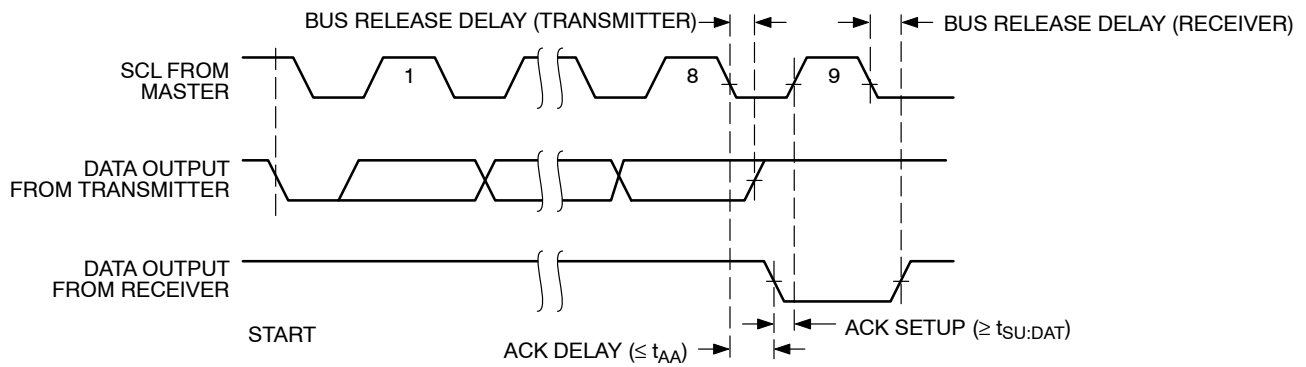 BUS RELEASE DELAY (TRANSMITTER)
BUS RELEASE DELAY (RECEIVER)
SCL FROM
MASTER
1
8
9
DATA OUTPUT
FROM TRANSMITTER
DATA OUTPUT
FROM RECEIVER
START
ACK SETUP (≥ tSU:DAT)
ACK DELAY (≤ tAA)